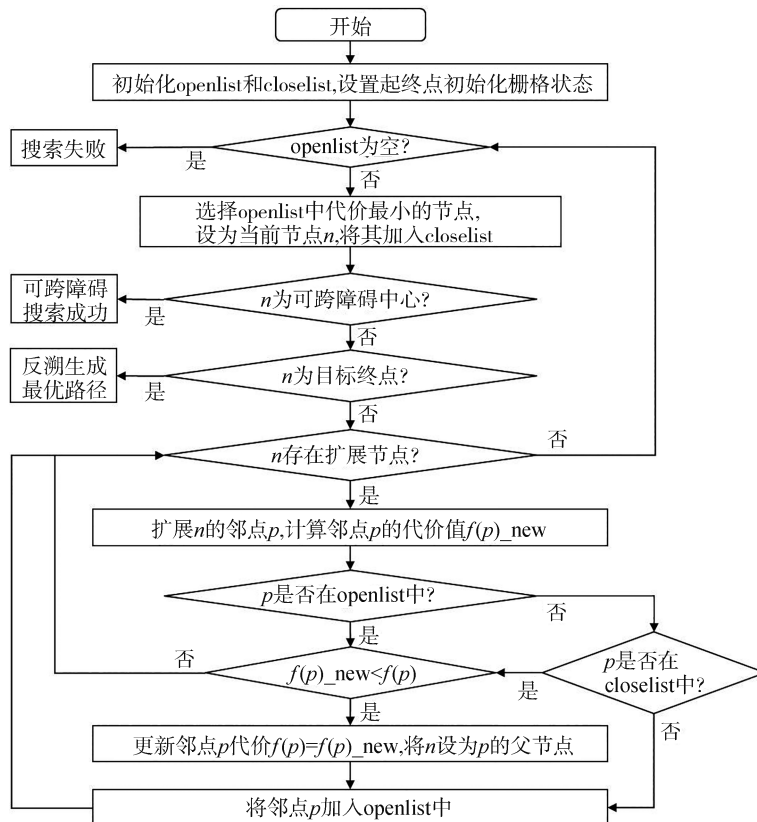 开始
初始化openlist和closelist,设置起终点初始化栅格状态
openlist为空?
是
搜索失败
否
选择openlist中代价最小的节点,
设为当前节点n,将其加入closelist
n为可跨障碍中心?
是
可跨障碍
搜索成功
否
n为目标终点?
是
反溯生成
最优路径
否
n存在扩展节点?
否
是
扩展n的邻点p,计算邻点p的代价值f(p)_new
p是否在openlist中?
否
是
p是否在
closelist中?
是
否
f(p)_new<f(p)
否
是
更新邻点p代价f(p)=f(p)_new,将n设为p的父节点
将邻点p加入openlist中